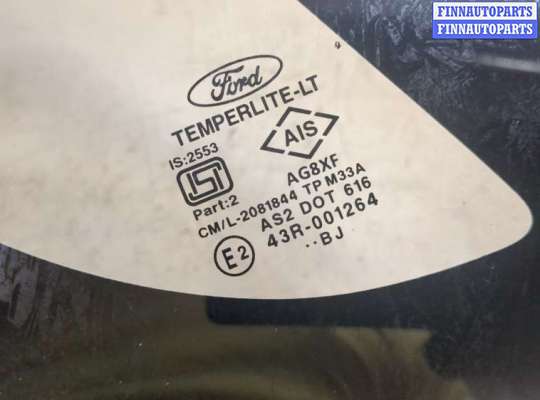 FINNAUTOPARTS
FINNAUTOPARTS
Ford
TEMPERLITE-LT
IS:2553
ISI
AIS
Part:2
AG8XF
CM/L-2081844 TP M33A
AS2 DOT 616
43R-001264
E2
··BJ